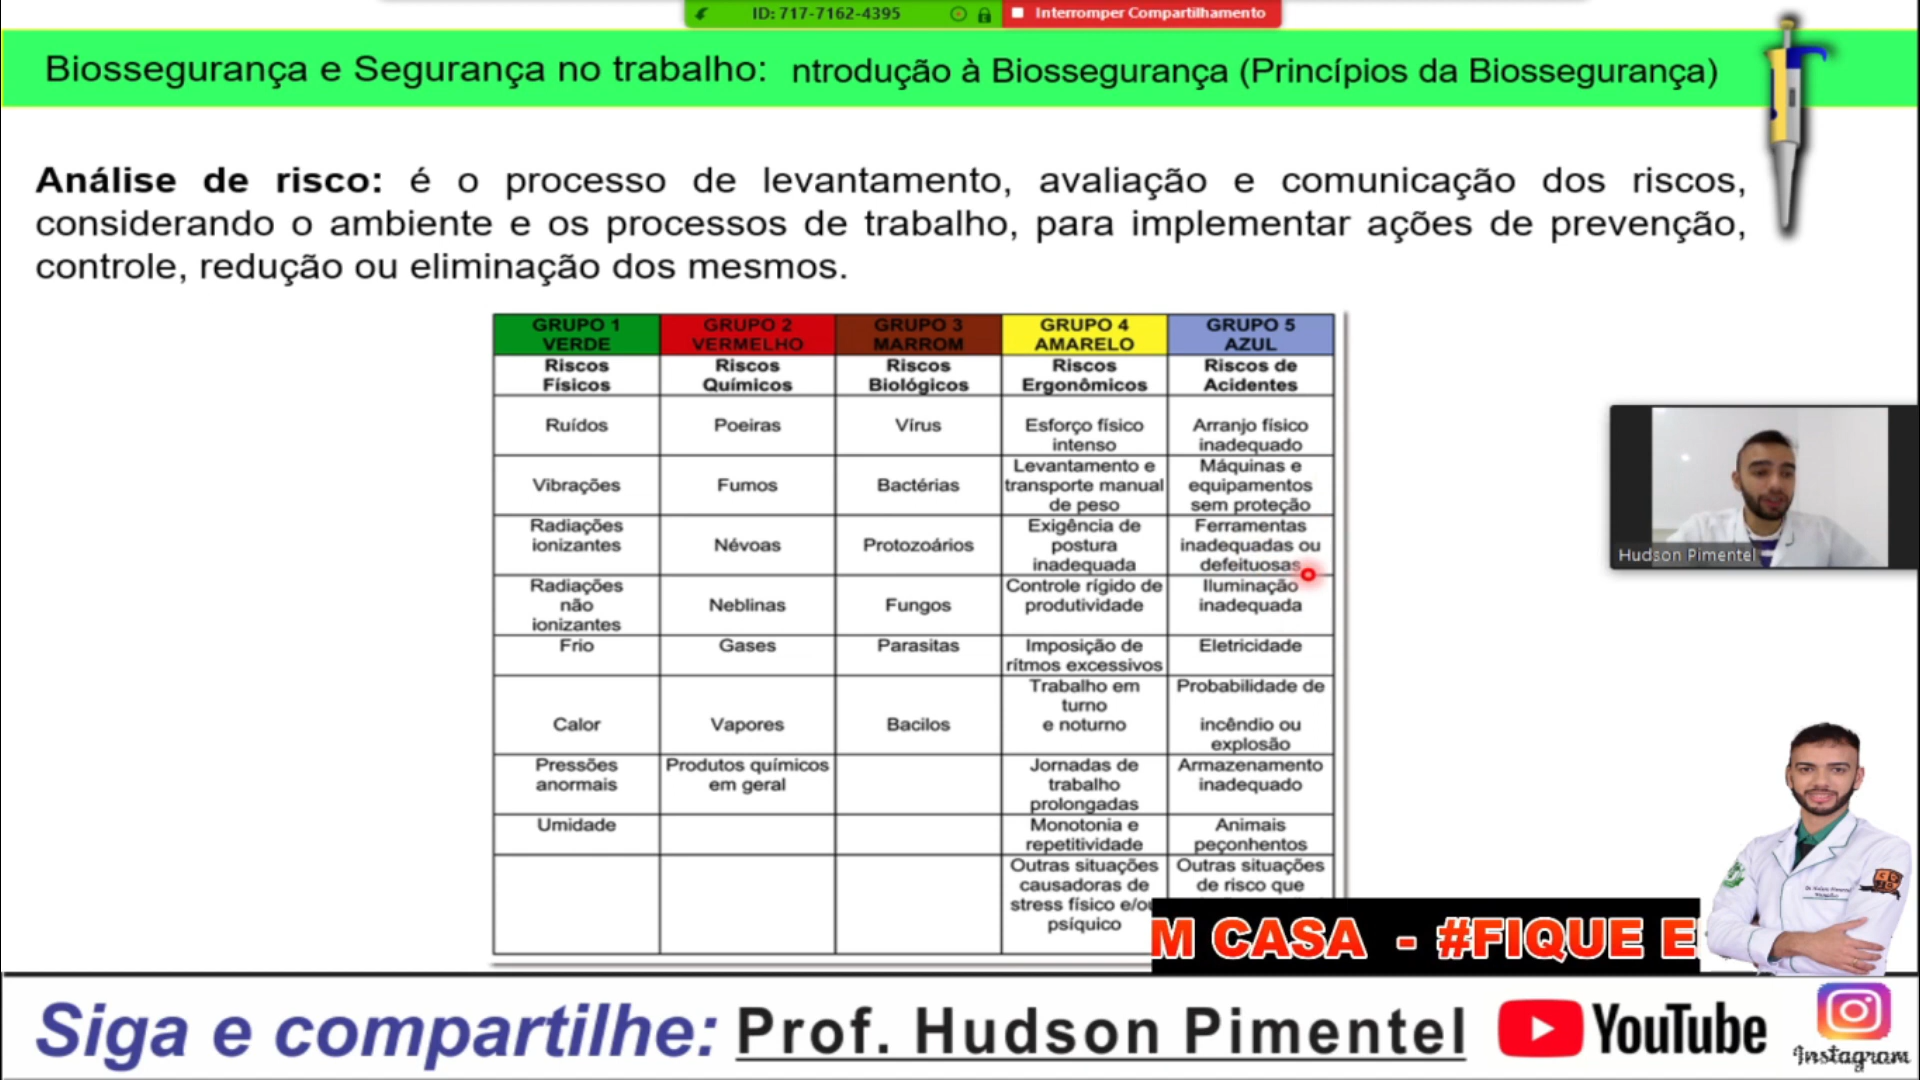 ID: 717-7162-4395
Interromper Compartilhamento
Biossegurança e Segurança no trabalho: ntrodução à Biossegurança (Princípios da Biossegurança)
Análise de risco: é o processo de levantamento, avaliação e comunicação dos riscos,
considerando o ambiente e os processos de trabalho, para implementar ações de prevenção,
controle, redução ou eliminação dos mesmos.
GRUPO 1 VERDE
GRUPO 2 VERMELHO
GRUPO 3 MARROM
GRUPO 4 AMARELO
GRUPO 5 AZUL
Riscos Físicos
Riscos Químicos
Riscos Biológicos
Riscos Ergonômicos
Riscos de Acidentes
Ruídos
Poeiras
Vírus
Esforço físico intenso
Arranjo físico inadequado
Vibrações
Fumos
Bactérias
Levantamento e transporte manual de peso
Máquinas e equipamentos sem proteção
Radiações ionizantes
Névoas
Protozoários
Exigência de postura inadequada
Ferramentas inadequadas ou defeituosas
Radiações não ionizantes
Neblinas
Fungos
Controle rígido de produtividade
Iluminação inadequada
Frio
Gases
Parasitas
Imposição de rítmos excessivos
Eletricidade
Calor
Vapores
Bacilos
Trabalho em turno e noturno
Probabilidade de incêndio ou explosão
Pressões anormais
Produtos químicos em geral
Jornadas de trabalho prolongadas
Armazenamento inadequado
Umidade
Monotonia e repetitividade
Animais peçonhentos
Outras situações causadoras de stress físico e/ou psíquico
Outras situações de risco que
Hudson Pimentel
M CASA - #FIQUE E
Siga e compartilhe: Prof. Hudson Pimentel
YouTube
Instagram